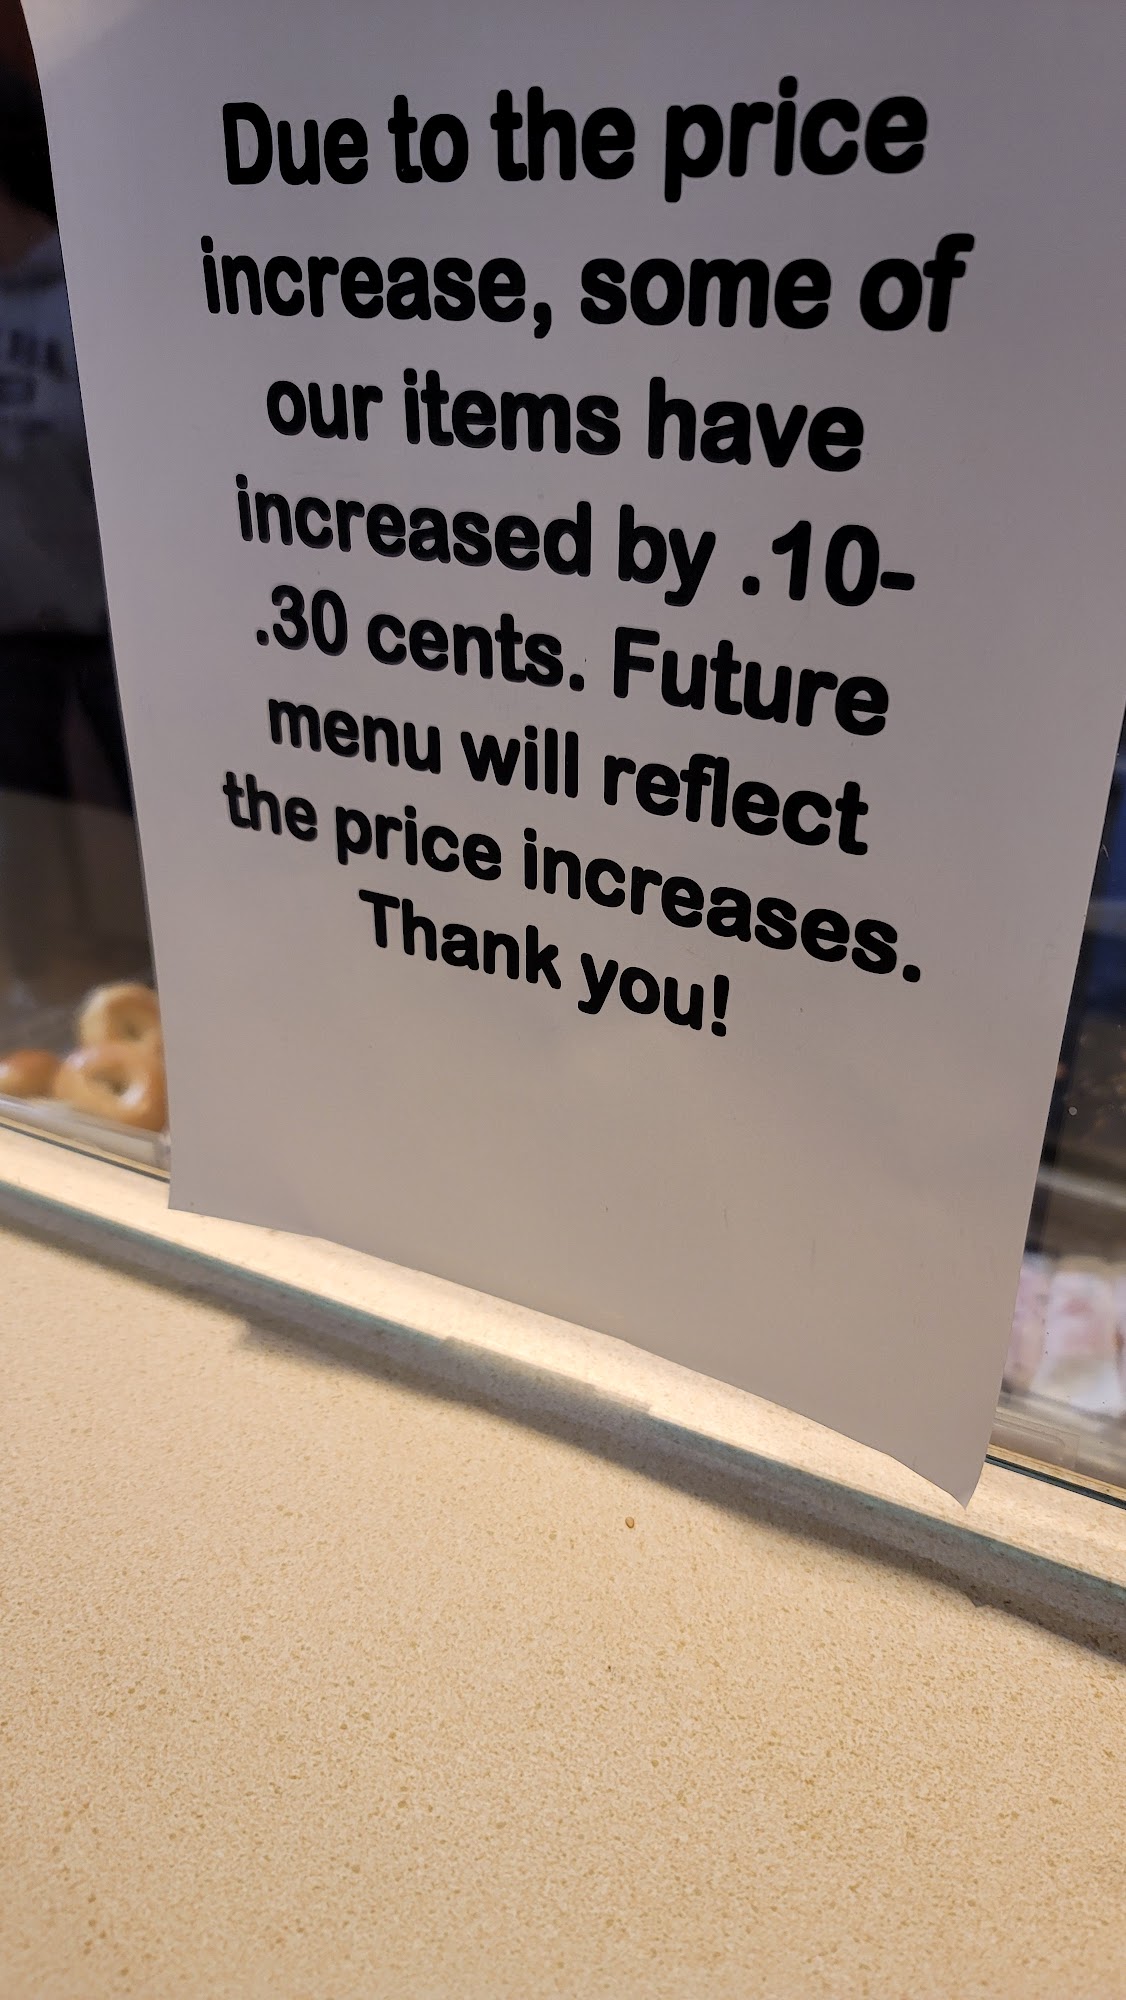 Due to the price
increase, some of
our items have
increased by .10-
.30 cents. Future
menu will reflect
the price increases.
Thank you!